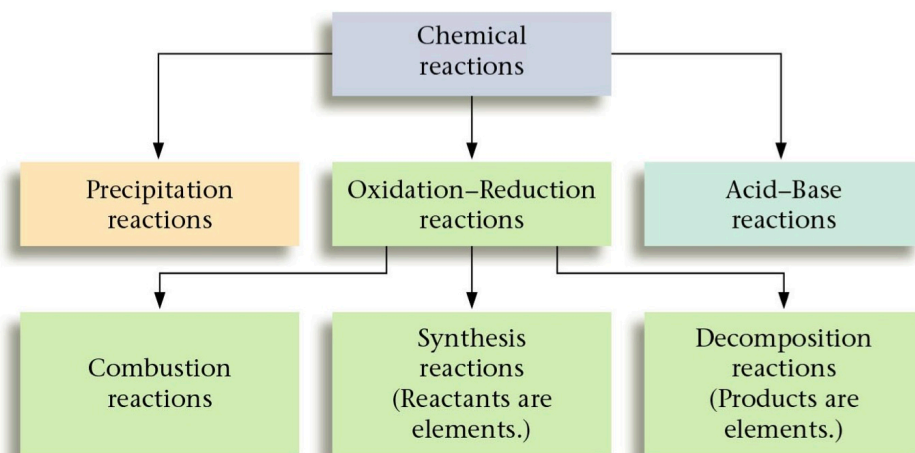 Chemical
reactions
Precipitation
reactions
Oxidation–Reduction
reactions
Acid–Base
reactions
Combustion
reactions
Synthesis
reactions
(Reactants are
elements.)
Decomposition
reactions
(Products are
elements.)